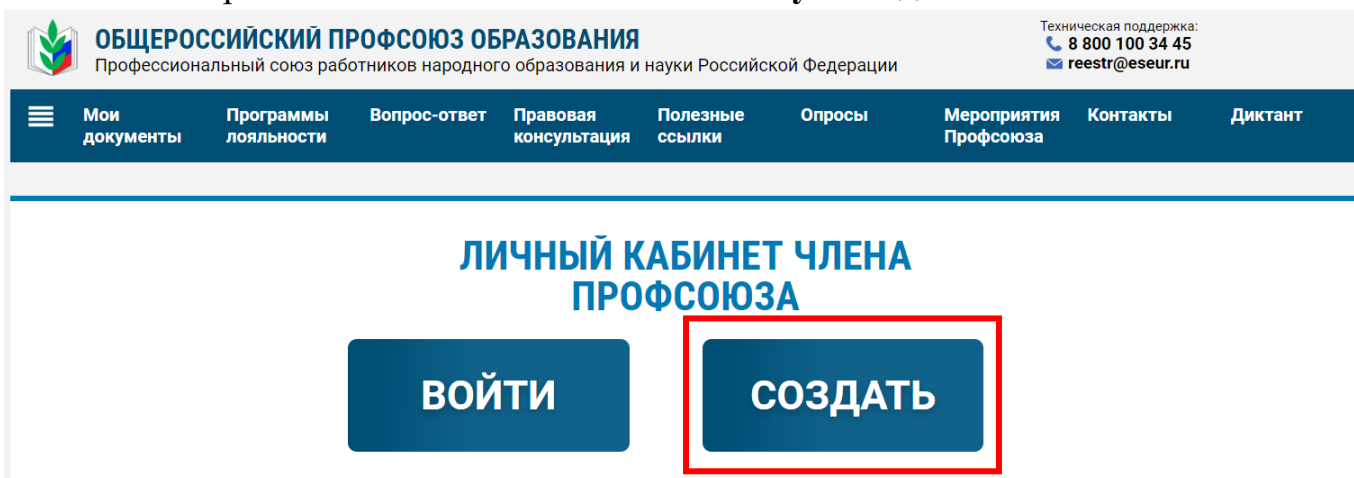 Техническая поддержка:
ОБЩЕРОССИЙСКИЙ ПРОФСОЮЗ ОБРАЗОВАНИЯ
8 800 100 34 45
Профессиональный союз работников народного образования и науки Российской Федерации
reestr@eseur.ru
Мои документы
Программы лояльности
Вопрос-ответ
Правовая консультация
Полезные ссылки
Опросы
Мероприятия Профсоюза
Контакты
Диктант
ЛИЧНЫЙ КАБИНЕТ ЧЛЕНА
ПРОФСОЮЗА
ВОЙТИ
СОЗДАТЬ